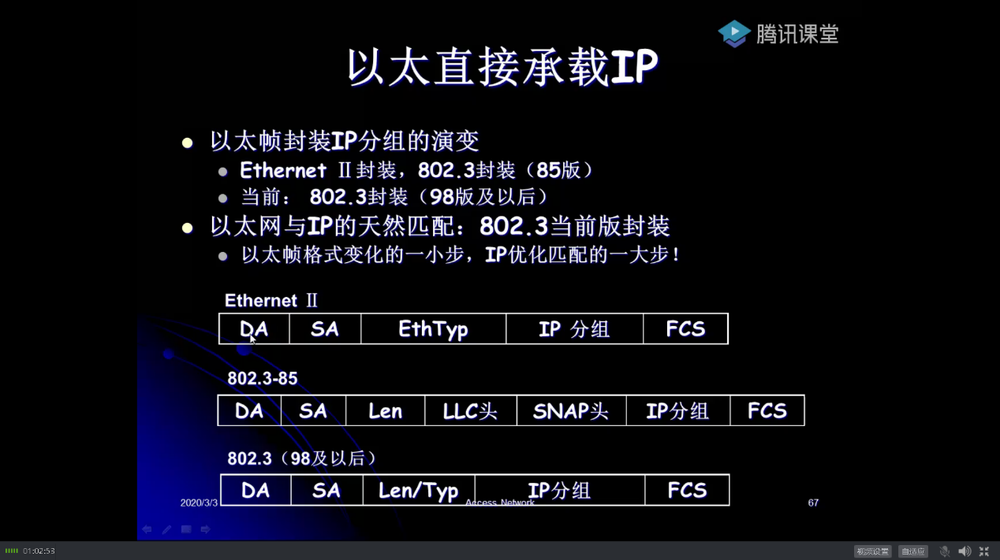 腾讯课堂
以太直接承载IP
以太帧封装IP分组的演变
Ethernet Ⅱ封装，802.3封装（85版）
当前： 802.3封装（98版及以后）
以太网与IP的天然匹配：802.3当前版封装
以太帧格式变化的一小步，IP优化匹配的一大步！
Ethernet Ⅱ
DA SA EthTyp IP 分组 FCS
802.3-85
DA SA Len LLC头 SNAP头 IP分组 FCS
802.3（98及以后）
DA SA Len/Typ IP分组 FCS
2020/3/3 Access Network 67
01:02:53 视频设置 自适应